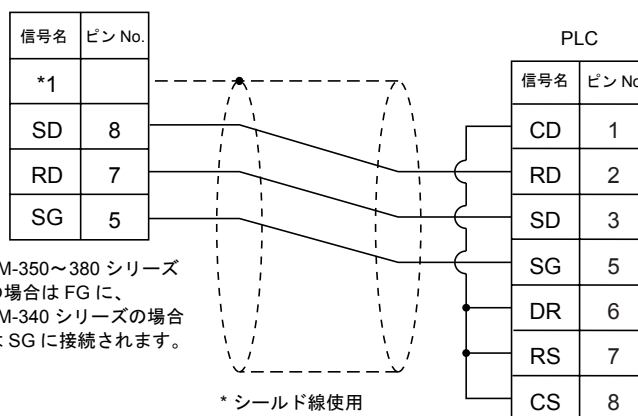 信号名 ピン No.
*1
SD 8
RD 7
SG 5
M-350～380 シリーズ
の場合は FG に、
M-340 シリーズの場合
は SG に接続されます。
* シールド線使用
PLC
信号名 ピン No
CD 1
RD 2
SD 3
SG 5
DR 6
RS 7
CS 8